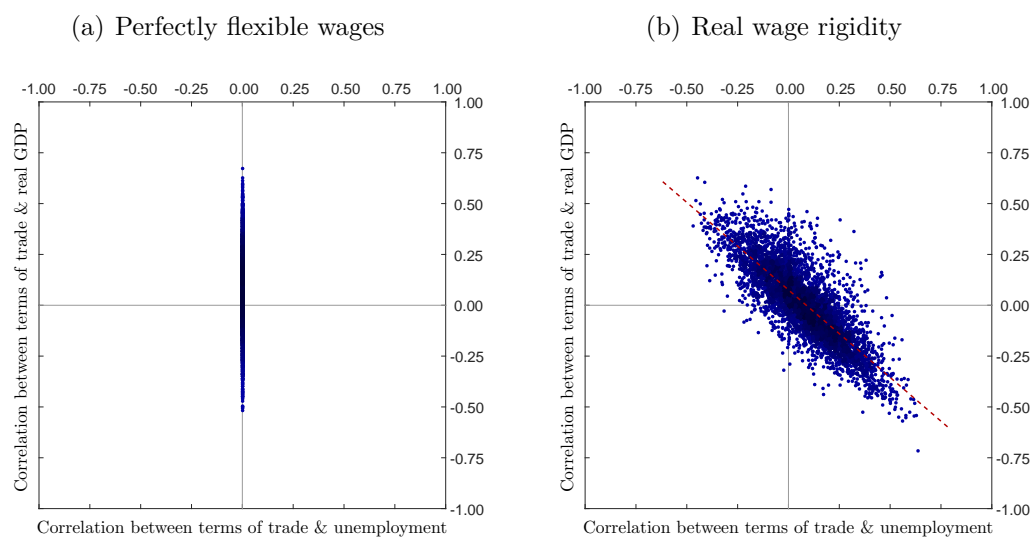 (a) Perfectly flexible wages
-1.00 -0.75 -0.50 -0.25 0.00 0.25 0.50 0.75 1.00
1.00
0.75
0.50
0.25
0.00
-0.25
-0.50
-0.75
-1.00
Correlation between terms of trade & real GDP
Correlation between terms of trade & unemployment
(b) Real wage rigidity
-1.00 -0.75 -0.50 -0.25 0.00 0.25 0.50 0.75 1.00
1.00
0.75
0.50
0.25
0.00
-0.25
-0.50
-0.75
-1.00
Correlation between terms of trade & real GDP
Correlation between terms of trade & unemployment